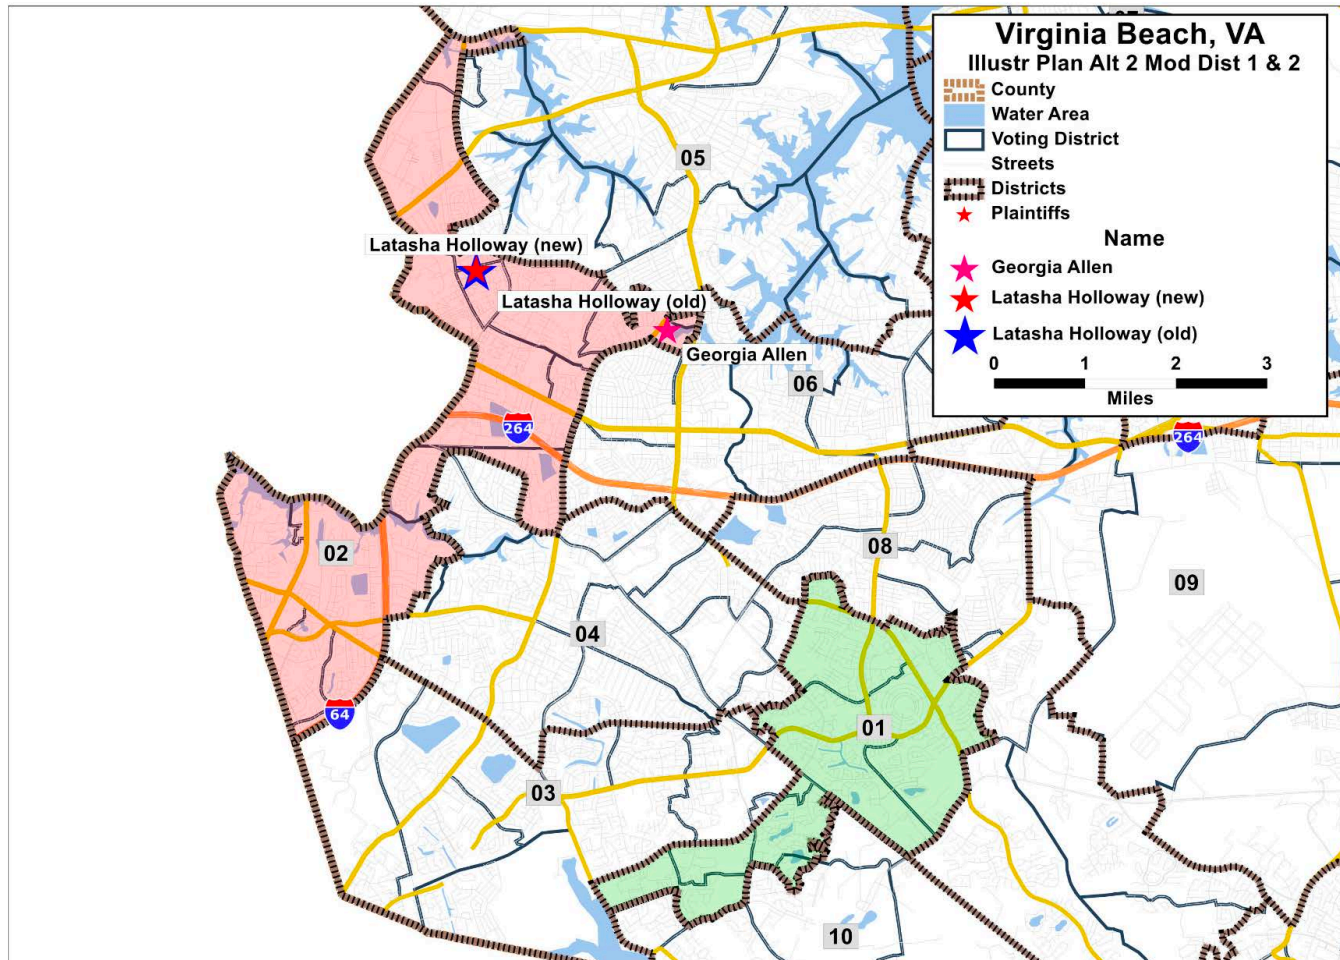 Virginia Beach, VA
Illustr Plan Alt 2 Mod Dist 1 & 2
County
Water Area
Voting District
Streets
Districts
Plaintiffs
Name
Georgia Allen
Latasha Holloway (new)
Latasha Holloway (old)
0 1 2 3
Miles
05
Latasha Holloway (new)
Latasha Holloway (old)
Georgia Allen
06
264
264
02
08
09
04
64
01
03
10